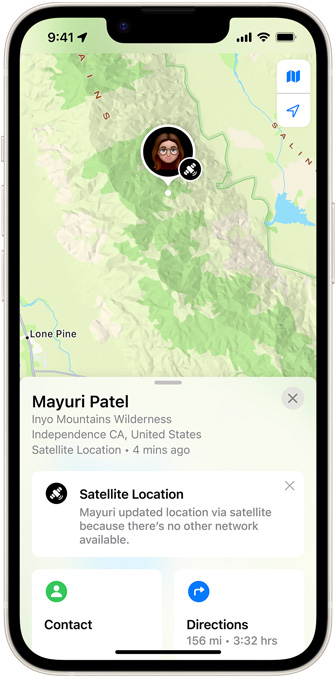 9:41
S A L I N S
S A L I N
Lone Pine
Mayuri Patel
Inyo Mountains Wilderness
Independence CA, United States
Satellite Location • 4 mins ago
Satellite Location
Mayuri updated location via satellite
because there's no other network
available.
Contact
Directions
156 mi • 3:32 hrs